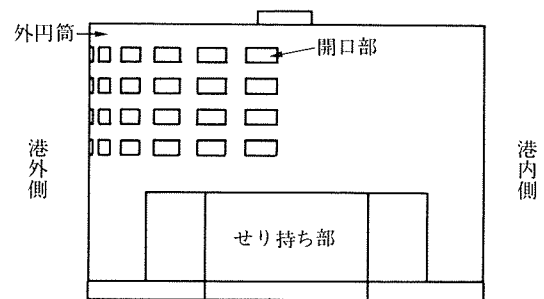 外円筒
開口部
港外側
港内側
せり持ち部